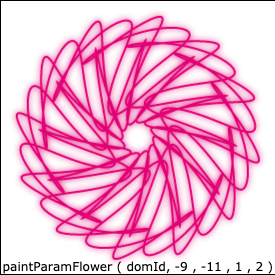 paintParamFlower ( domId, -9 , -11 , 1 , 2 )